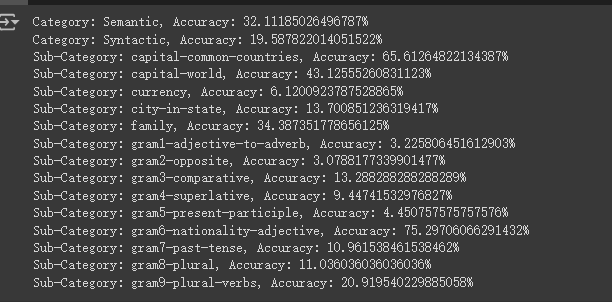 Category: Semantic, Accuracy: 32.11185026496787%
Category: Syntactic, Accuracy: 19.587822014051522%
Sub-Category: capital-common-countries, Accuracy: 65.61264822134387%
Sub-Category: capital-world, Accuracy: 43.12555260831123%
Sub-Category: currency, Accuracy: 6.1200923787528865%
Sub-Category: city-in-state, Accuracy: 13.700851236319417%
Sub-Category: family, Accuracy: 34.387351778656125%
Sub-Category: gram1-adjective-to-adverb, Accuracy: 3.225806451612903%
Sub-Category: gram2-opposite, Accuracy: 3.0788177339901477%
Sub-Category: gram3-comparative, Accuracy: 13.288288288288289%
Sub-Category: gram4-superlative, Accuracy: 9.44741532976827%
Sub-Category: gram5-present-participle, Accuracy: 4.450757575757576%
Sub-Category: gram6-nationality-adjective, Accuracy: 75.29706066291432%
Sub-Category: gram7-past-tense, Accuracy: 10.961538461538462%
Sub-Category: gram8-plural, Accuracy: 11.036036036036036%
Sub-Category: gram9-plural-verbs, Accuracy: 20.919540229885058%